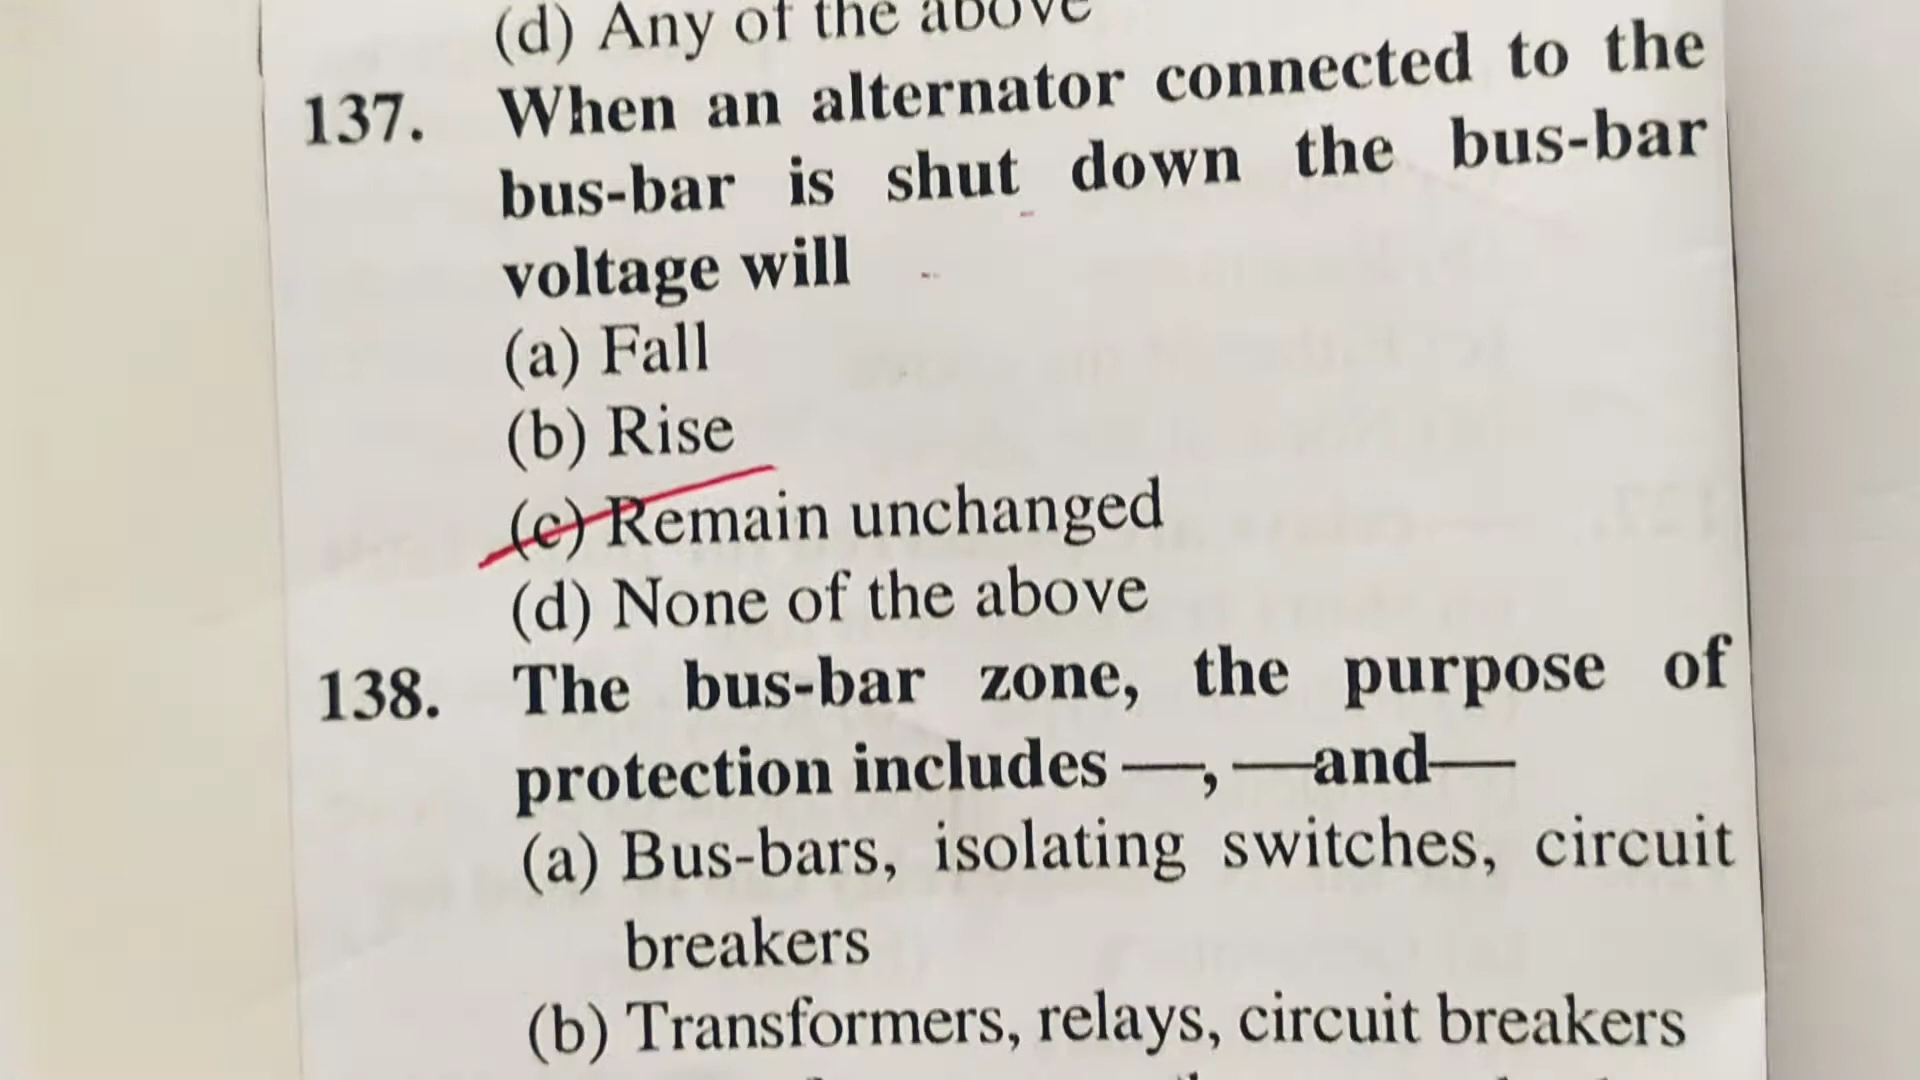 (d) Any of the above
137. When an alternator connected to the
bus-bar is shut down the bus-bar
voltage will
(a) Fall
(b) Rise
(c) Remain unchanged
(d) None of the above
138. The bus-bar zone, the purpose of
protection includes —, —and—
(a) Bus-bars, isolating switches, circuit
breakers
(b) Transformers, relays, circuit breakers